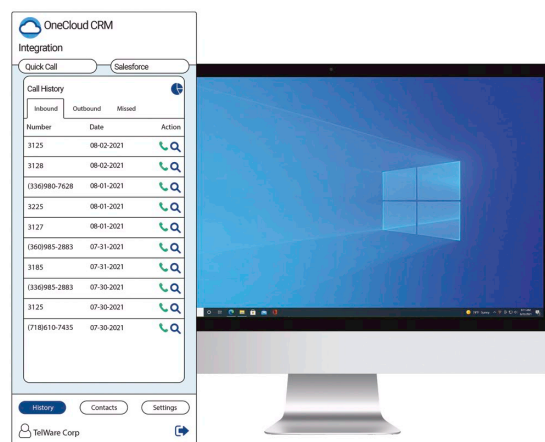 OneCloud CRM
Integration
Quick Call Salesforce
Call History
Inbound Outbound Missed
Number Date Action
3125 08-02-2021
3128 08-02-2021
(336)980-7628 08-01-2021
3225 08-01-2021
3127 08-01-2021
(360)985-2883 07-31-2021
3185 07-31-2021
(336)985-2883 07-30-2021
3125 07-30-2021
(718)610-7435 07-30-2021
History Contacts Settings
TelWare Corp